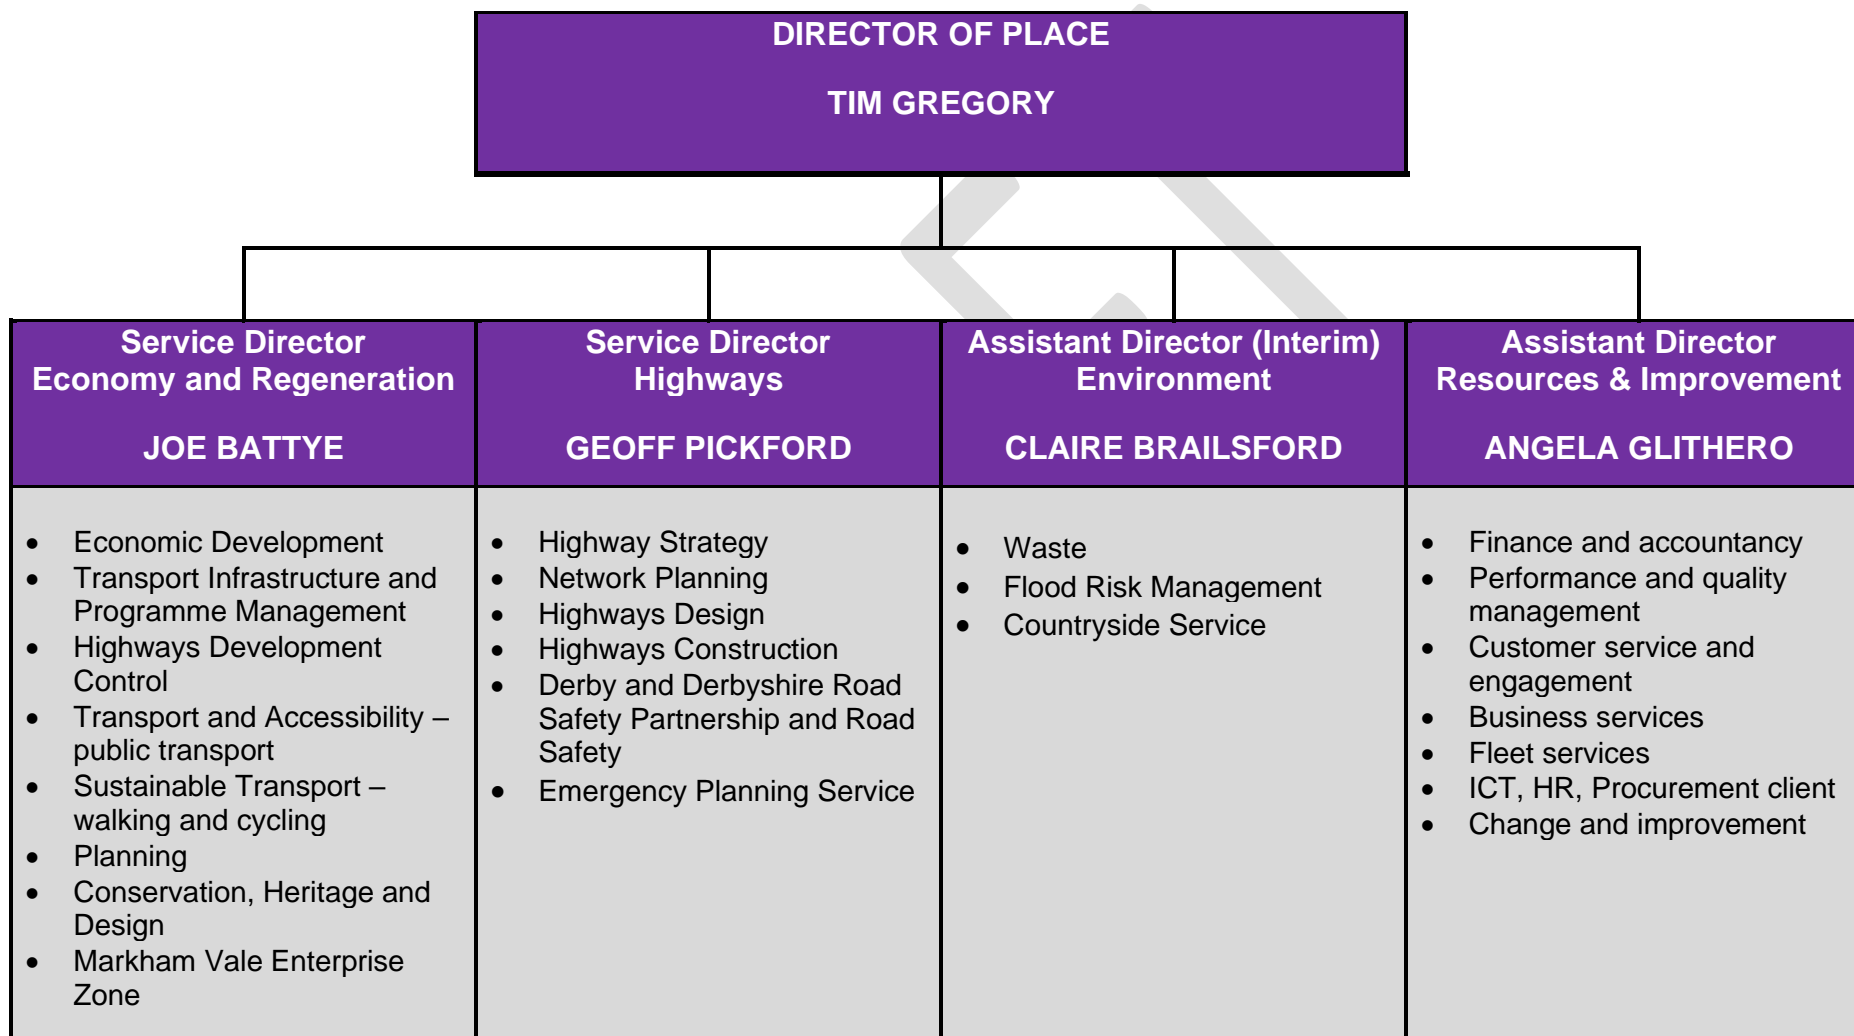 DIRECTOR OF PLACE
TIM GREGORY
Service Director
Economy and Regeneration
JOE BATTYE
• Economic Development
• Transport Infrastructure and
Programme Management
• Highways Development
Control
• Transport and Accessibility –
public transport
• Sustainable Transport –
walking and cycling
• Planning
• Conservation, Heritage and
Design
• Markham Vale Enterprise
Zone
Service Director
Highways
GEOFF PICKFORD
• Highway Strategy
• Network Planning
• Highways Design
• Highways Construction
• Derby and Derbyshire Road
Safety Partnership and Road
Safety
• Emergency Planning Service
Assistant Director (Interim)
Environment
CLAIRE BRAILSFORD
• Waste
• Flood Risk Management
• Countryside Service
Assistant Director
Resources & Improvement
ANGELA GLITHERO
• Finance and accountancy
• Performance and quality
management
• Customer service and
engagement
• Business services
• Fleet services
• ICT, HR, Procurement client
• Change and improvement